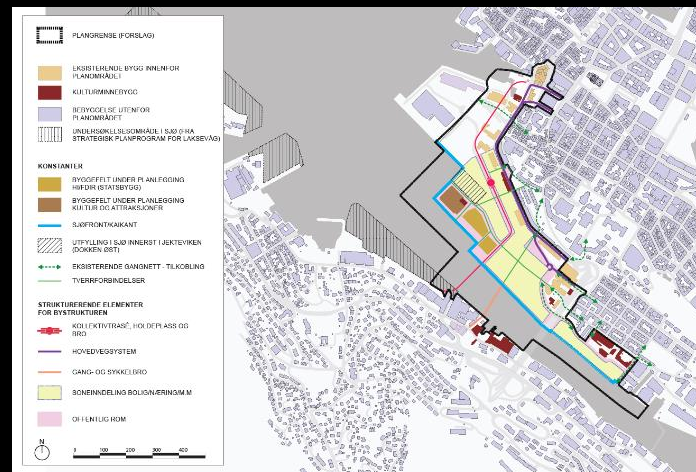 PLANGRENSE (FORSLAG)
EKSISTERENDE BYGG INNENFOR
PLANOMRÅDET
KULTURMINNEBYGG
BEBYGGELSE UTENFOR
PLANOMRÅDET
UNDERSØKELSESOMRÅDET I SJØ (FRA
STRATEGISK PLANPROGRAM FOR LAKSEVÅG)
KONSTANTER
BYGGEFELT UNDER PLANLEGGING
HI/FDIR (STATSBYGG)
BYGGEFELT UNDER PLANLEGGING
KULTUR OG ATTRAKSJONER
SJØFRONT/KAIKANT
UTFYLLING I SJØ INNERST I JEKTEVIKEN
(DOKKEN ØST)
EKSISTERENDE GANGNETT - TILKOBLING
TVERRFORBINDELSER
STRUKTURERENDE ELEMENTER
FOR BYSTRUKTUREN
KOLLEKTIVTRASÉ, HOLDEPLASS OG
BRO
HOVEDVEGSYSTEM
GANG- OG SYKKELBRO
SONEINNDELING BOLIG/NÆRING/M.M
OFFENTLIG ROM
N
0 100 200 300 400